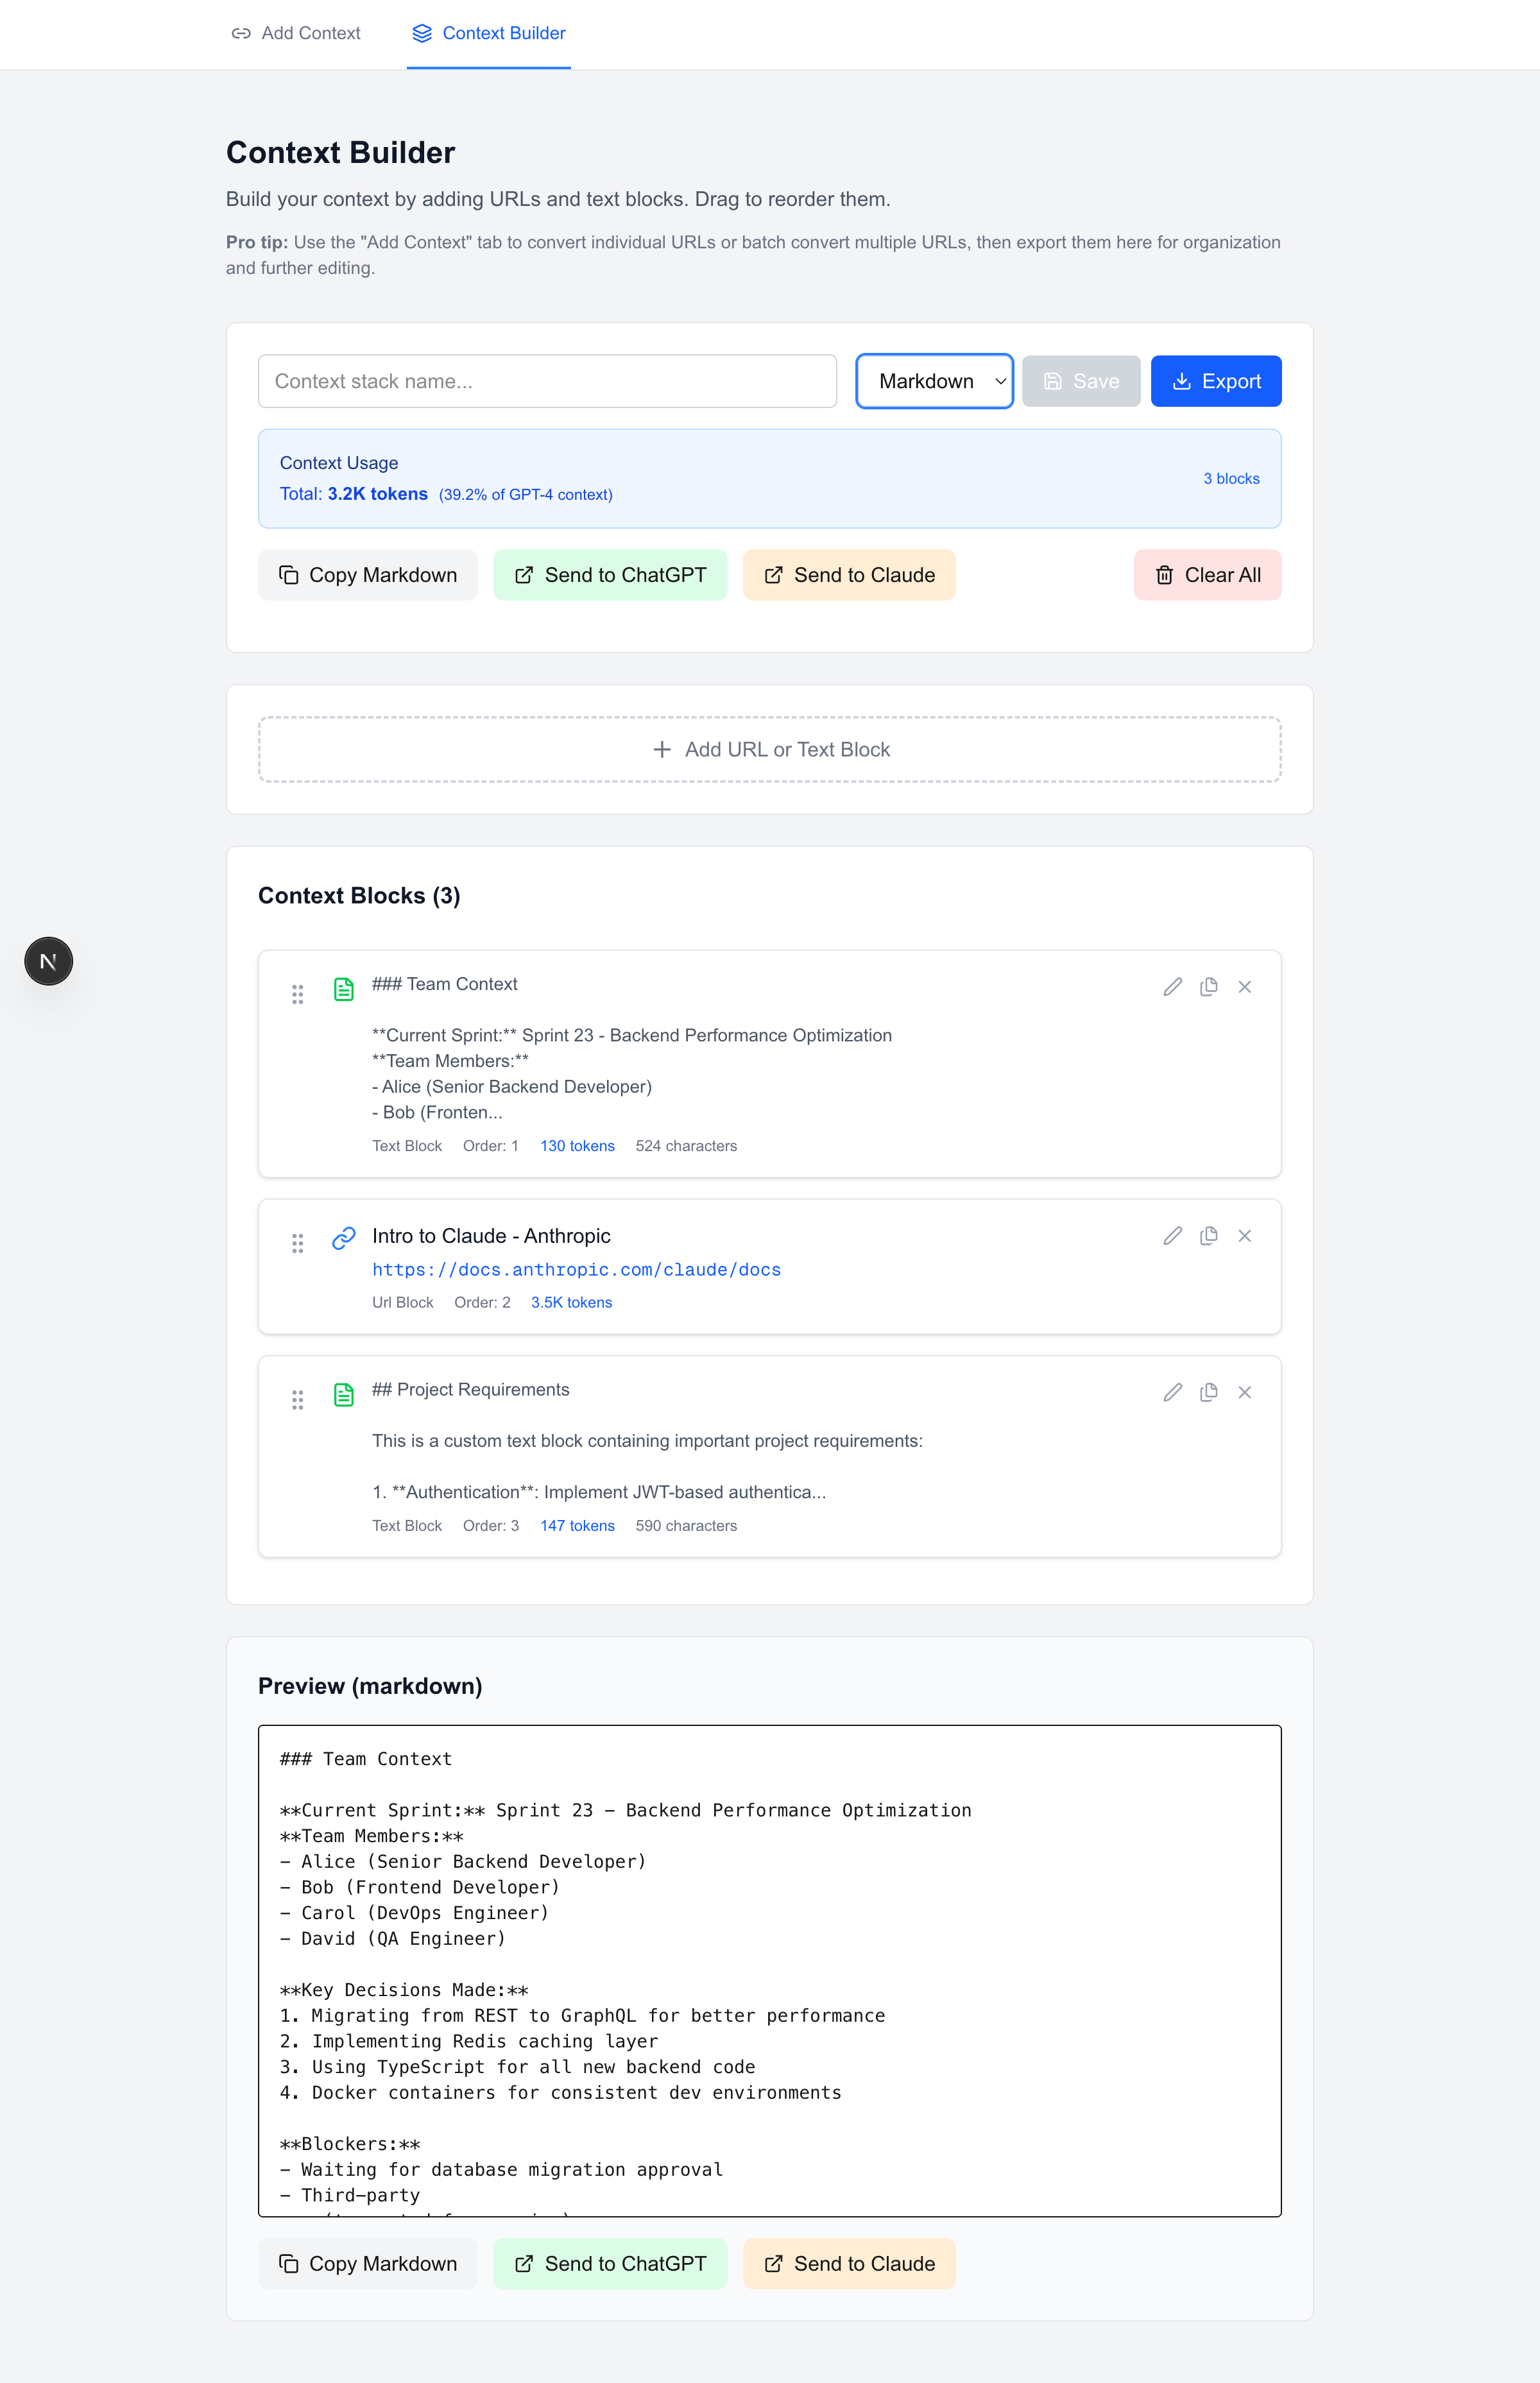 Add Context
Context Builder
Context Builder
Build your context by adding URLs and text blocks. Drag to reorder them.
Pro tip: Use the "Add Context" tab to convert individual URLs or batch convert multiple URLs, then export them here for organization
and further editing.
Context stack name...
Markdown
Save
Export
Context Usage
Total: 3.2K tokens (39.2% of GPT-4 context)
3 blocks
Copy Markdown
Send to ChatGPT
Send to Claude
Clear All
Add URL or Text Block
Context Blocks (3)
N
### Team Context
**Current Sprint:** Sprint 23 - Backend Performance Optimization
**Team Members:**
- Alice (Senior Backend Developer)
- Bob (Fronten...
Text Block Order: 1 130 tokens 524 characters
Intro to Claude - Anthropic
https://docs.anthropic.com/claude/docs
Url Block Order: 2 3.5K tokens
## Project Requirements
This is a custom text block containing important project requirements:
1. **Authentication**: Implement JWT-based authentica...
Text Block Order: 3 147 tokens 590 characters
Preview (markdown)
### Team Context
**Current Sprint:** Sprint 23 - Backend Performance Optimization
**Team Members:**
- Alice (Senior Backend Developer)
- Bob (Frontend Developer)
- Carol (DevOps Engineer)
- David (QA Engineer)
**Key Decisions Made:**
1. Migrating from REST to GraphQL for better performance
2. Implementing Redis caching layer
3. Using TypeScript for all new backend code
4. Docker containers for consistent dev environments
**Blockers:**
- Waiting for database migration approval
- Third-party
Copy Markdown
Send to ChatGPT
Send to Claude